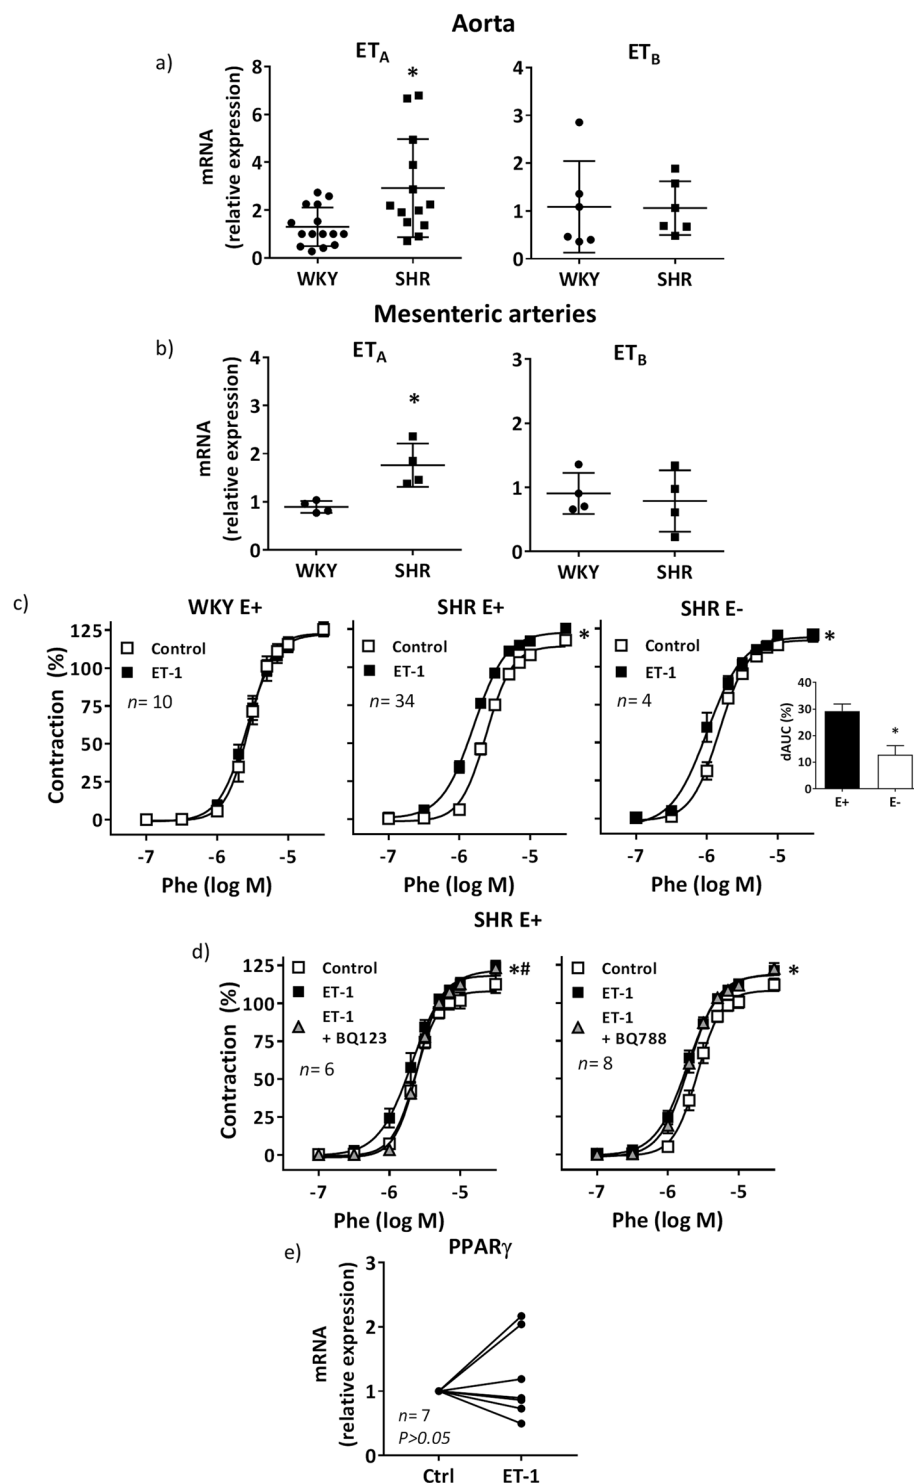 Aorta
a)
ET_A
ET_B
mRNA
(relative expression)
8
6
4
2
0
*
WKY
SHR
4
3
2
1
0
WKY
SHR
Mesenteric arteries
b)
ET_A
ET_B
mRNA
(relative expression)
4
3
2
1
0
*
WKY
SHR
3
2
1
0
WKY
SHR
c)
WKY E+
SHR E+
SHR E-
Contraction (%)
125
100
75
50
25
0
Control
ET-1
n= 10
-7
-6
-5
Phe (log M)
Control
ET-1
n= 34
*
-7
-6
-5
Phe (log M)
Control
ET-1
n= 4
*
-7
-6
-5
Phe (log M)
dAUC (%)
40
30
20
10
0
*
E+
E-
SHR E+
d)
Contraction (%)
125
100
75
50
25
0
Control
ET-1
ET-1
+ BQ123
n= 6
*#
-7
-6
-5
Phe (log M)
Control
ET-1
ET-1
+ BQ788
n= 8
*
-7
-6
-5
Phe (log M)
e)
PPARγ
mRNA
(relative expression)
3
2
1
0
n= 7
P>0.05
Ctrl
ET-1